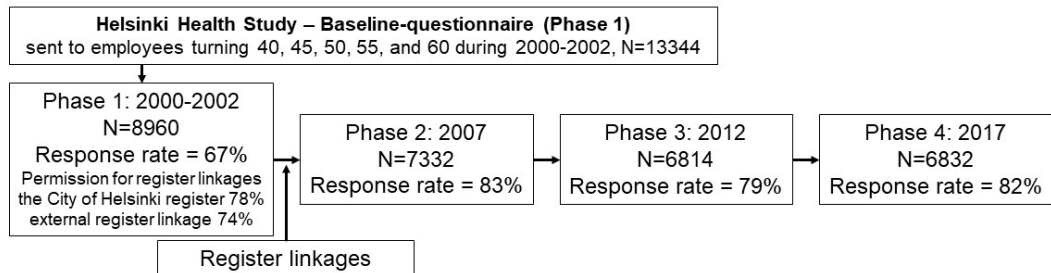 Helsinki Health Study – Baseline-questionnaire (Phase 1)
sent to employees turning 40, 45, 50, 55, and 60 during 2000-2002, N=13344
Phase 1: 2000-2002
N=8960
Response rate = 67%
Permission for register linkages
the City of Helsinki register 78%
external register linkage 74%
Phase 2: 2007
N=7332
Response rate = 83%
Phase 3: 2012
N=6814
Response rate = 79%
Phase 4: 2017
N=6832
Response rate = 82%
Register linkages